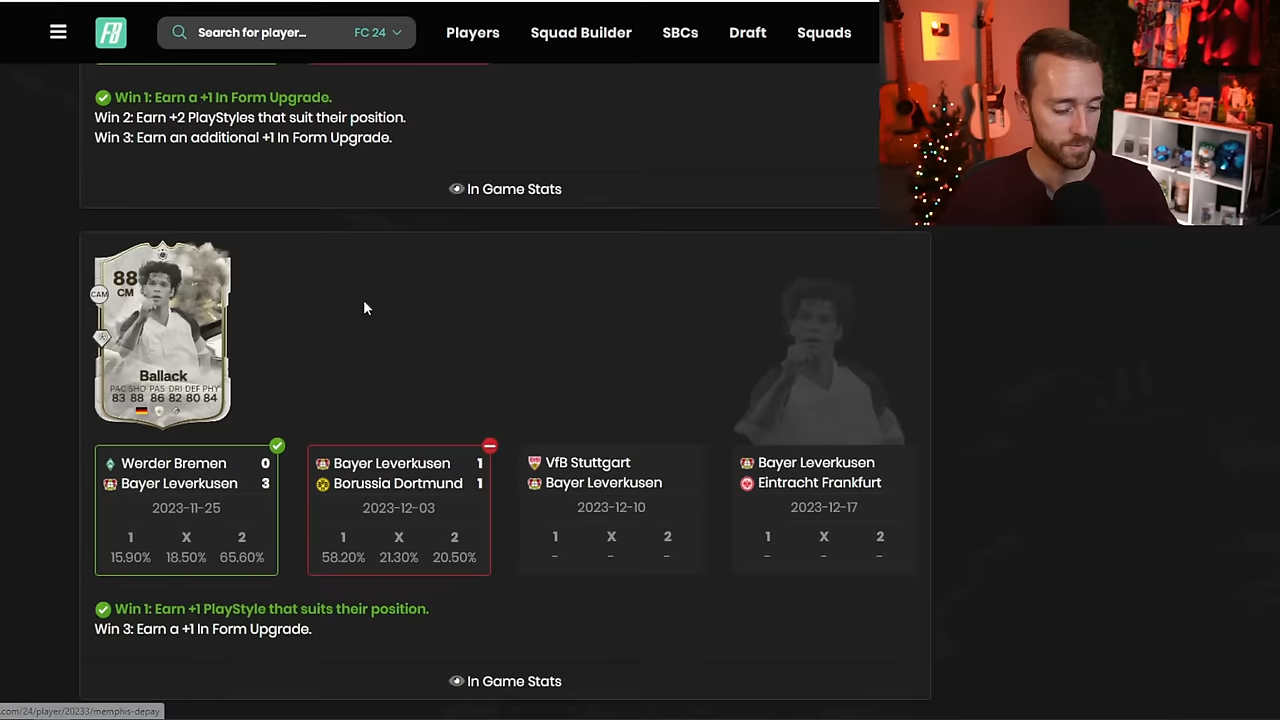 FB Search for player... FC 24 Players Squad Builder SBCs Draft Squads
Win 1: Earn a +1 In Form Upgrade.
Win 2: Earn +2 PlayStyles that suit their position.
Win 3: Earn an additional +1 In Form Upgrade.
In Game Stats
88
CM
CAM
Ballack
PAC SHO PAS DRI DEF PHY
83 88 86 82 80 84
Werder Bremen 0
Bayer Leverkusen 3
2023-11-25
1 X 2
15.90% 18.50% 65.60%
Bayer Leverkusen 1
Borussia Dortmund 1
2023-12-03
1 X 2
58.20% 21.30% 20.50%
VfB Stuttgart
Bayer Leverkusen
2023-12-10
1 X 2
- - -
Bayer Leverkusen
Eintracht Frankfurt
2023-12-17
1 X 2
- - -
Win 1: Earn +1 PlayStyle that suits their position.
Win 3: Earn a +1 In Form Upgrade.
In Game Stats
.com/24/player/20233/memphis-depay